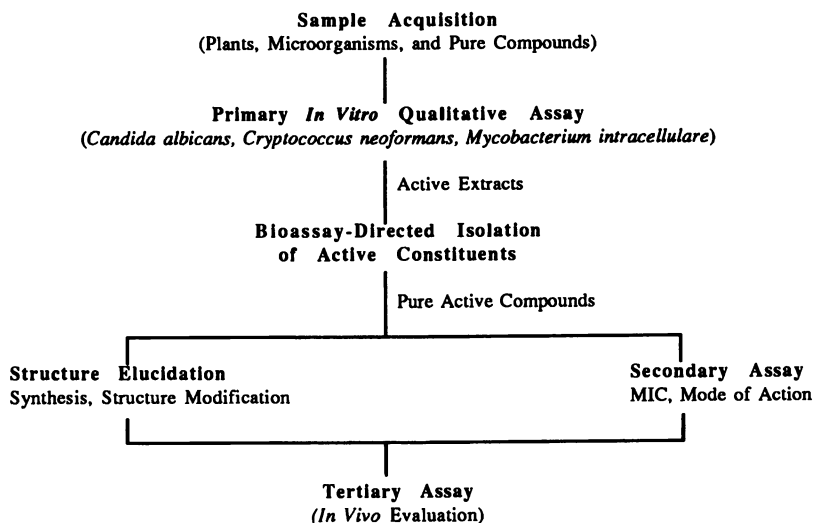 Sample Acquisition
(Plants, Microorganisms, and Pure Compounds)
Primary In Vitro Qualitative Assay
(Candida albicans, Cryptococcus neoformans, Mycobacterium intracellulare)
Active Extracts
Bioassay-Directed Isolation
of Active Constituents
Pure Active Compounds
Structure Elucidation
Synthesis, Structure Modification
Secondary Assay
MIC, Mode of Action
Tertiary Assay
(In Vivo Evaluation)